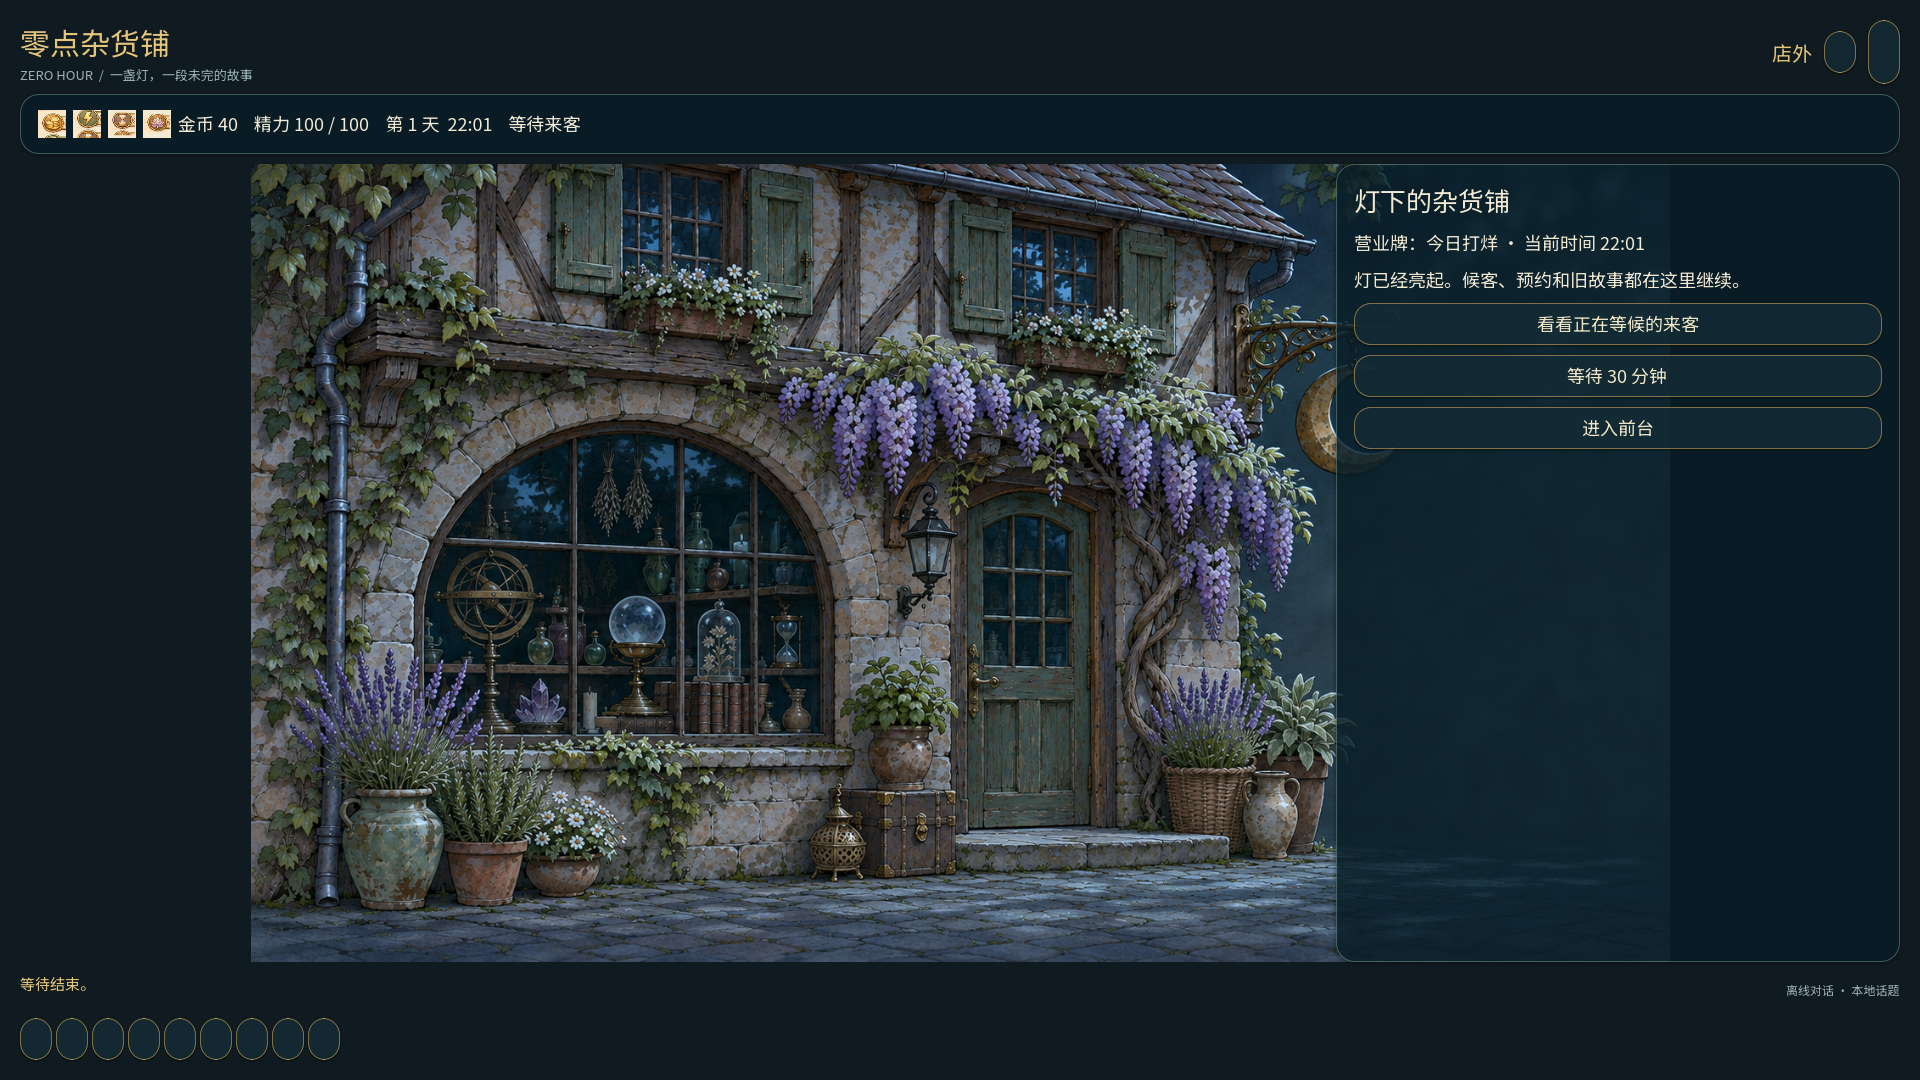 零点杂货铺
ZERO HOUR / 一盏灯，一段未完的故事
店外
金币 40 精力 100 / 100 第 1 天 22:01 等待来客
灯下的杂货铺
营业牌：今日打烊 · 当前时间 22:01
灯已经亮起。候客、预约和旧故事都在这里继续。
看看正在等候的来客
等待 30 分钟
进入前台
等待结束。
离线对话 · 本地话题